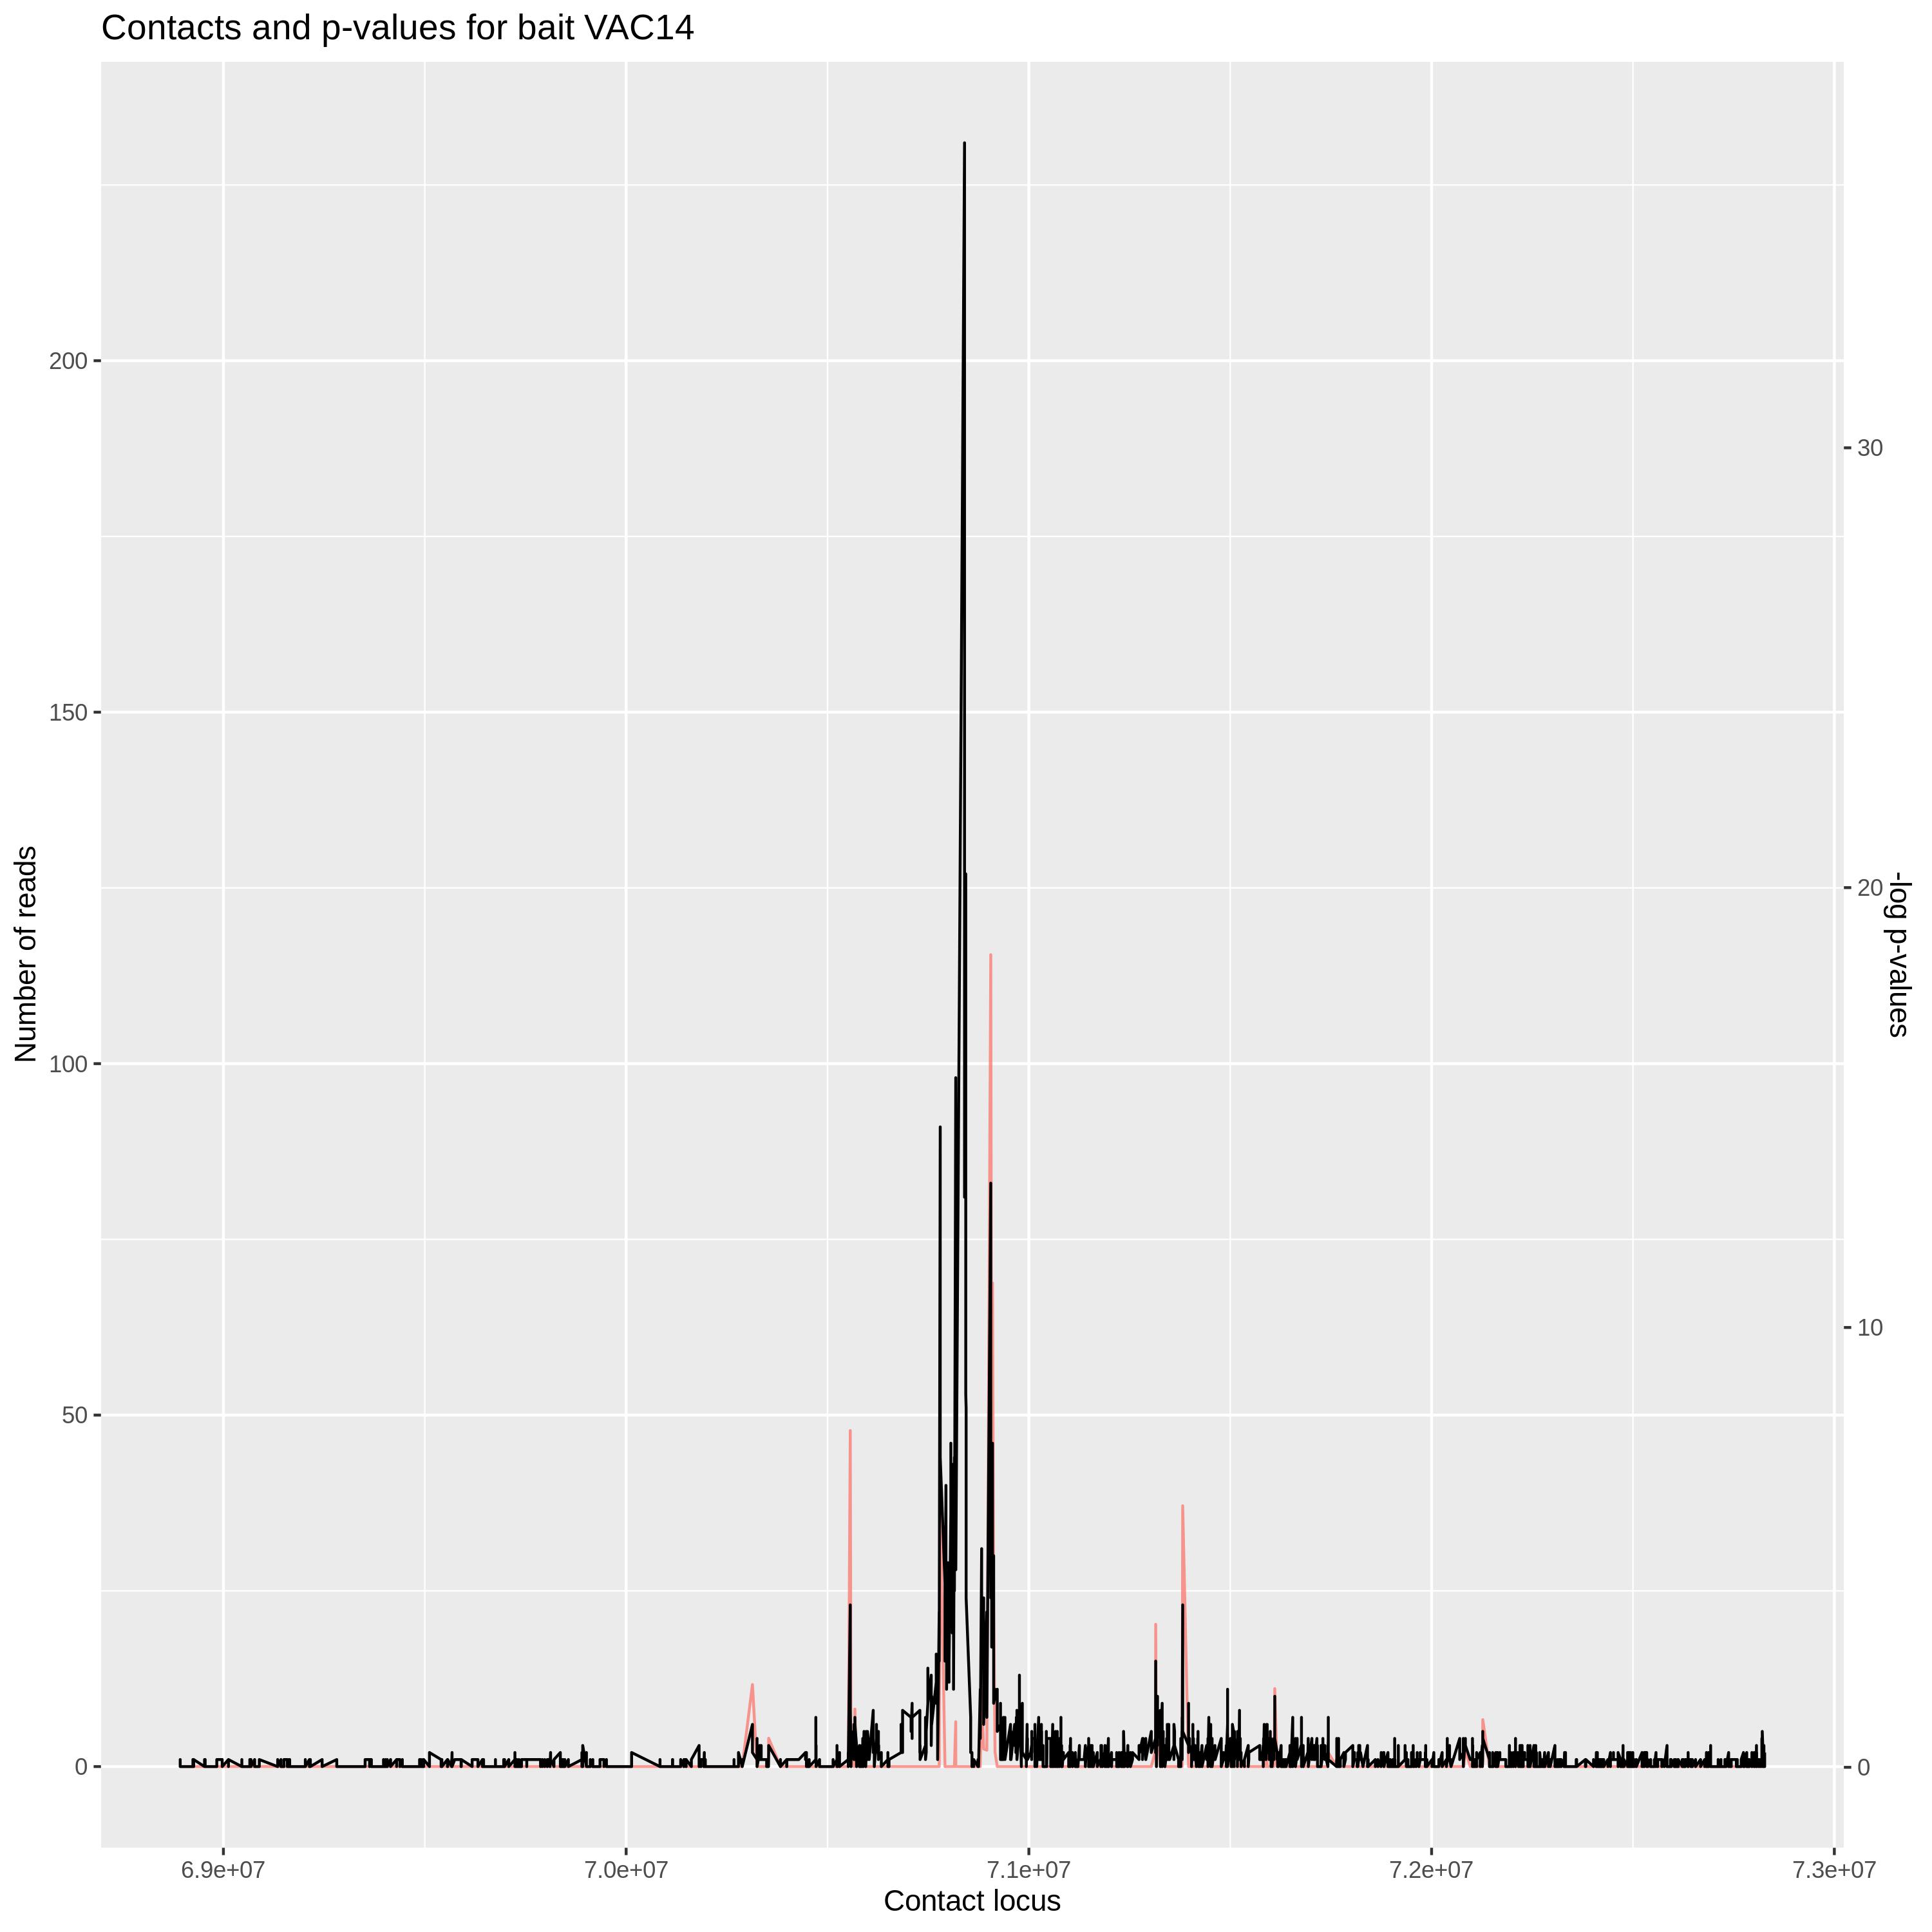 Contacts and p-values for bait VAC14
Number of reads
200
150
100
50
0
30
20
10
0
-log p-values
6.9e+07
7.0e+07
7.1e+07
7.2e+07
7.3e+07
Contact locus